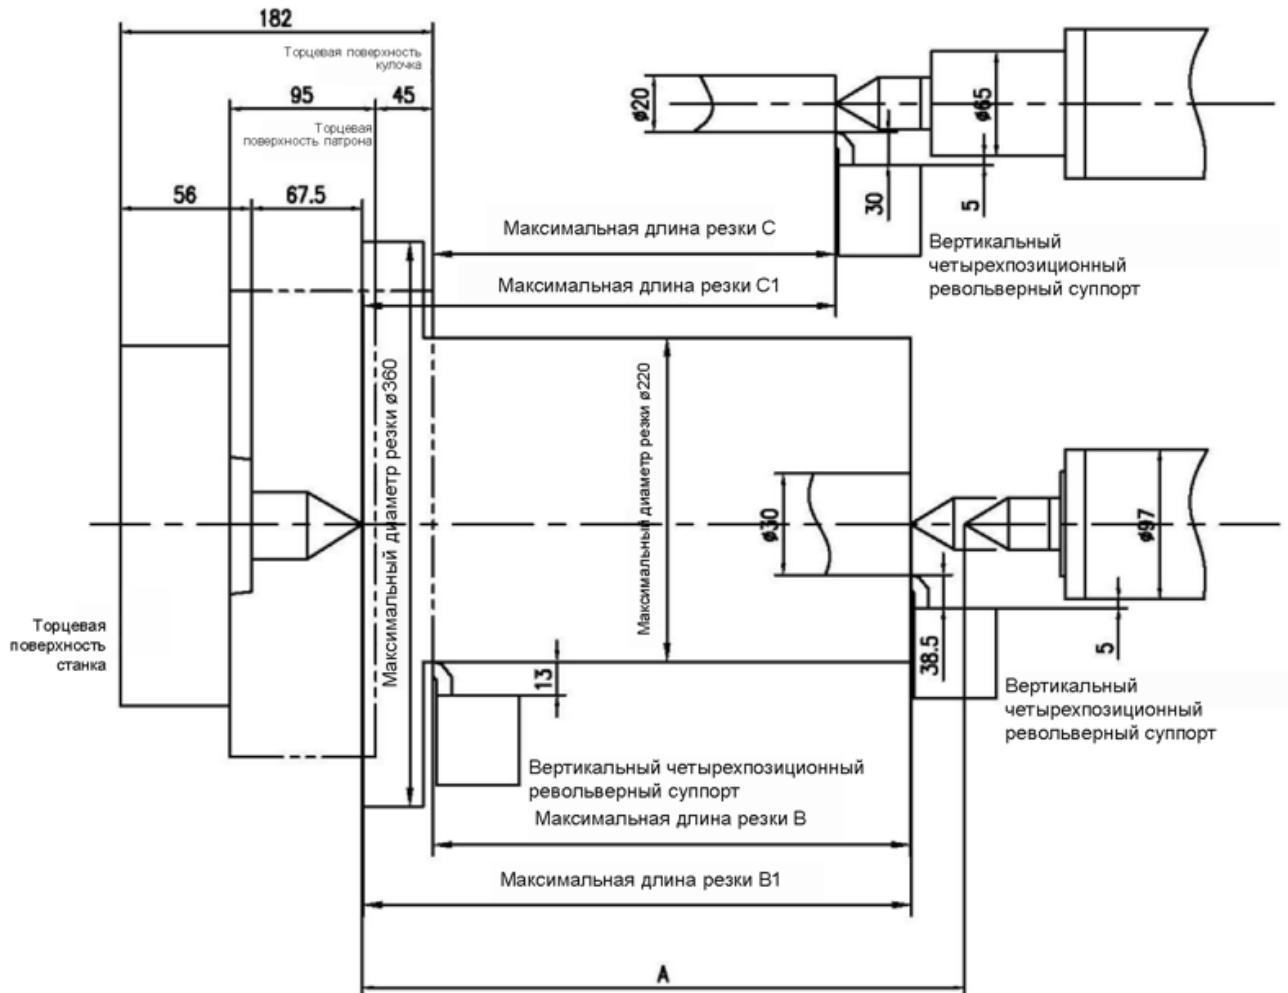 182
Торцевая поверхность
кулочка
95
45
Торцевая
поверхность патрона
56
67.5
ø20
ø65
30
5
Максимальная длина резки C
Вертикальный
четырехпозиционный
револьверный суппорт
Максимальная длина резки C1
Максимальный диаметр резки ø360
Максимальный диаметр резки ø220
ø30
ø97
Торцевая
поверхность
станка
13
38.5
5
Вертикальный
четырехпозиционный
револьверный суппорт
Вертикальный четырехпозиционный
револьверный суппорт
Максимальная длина резки B
Максимальная длина резки B1
A